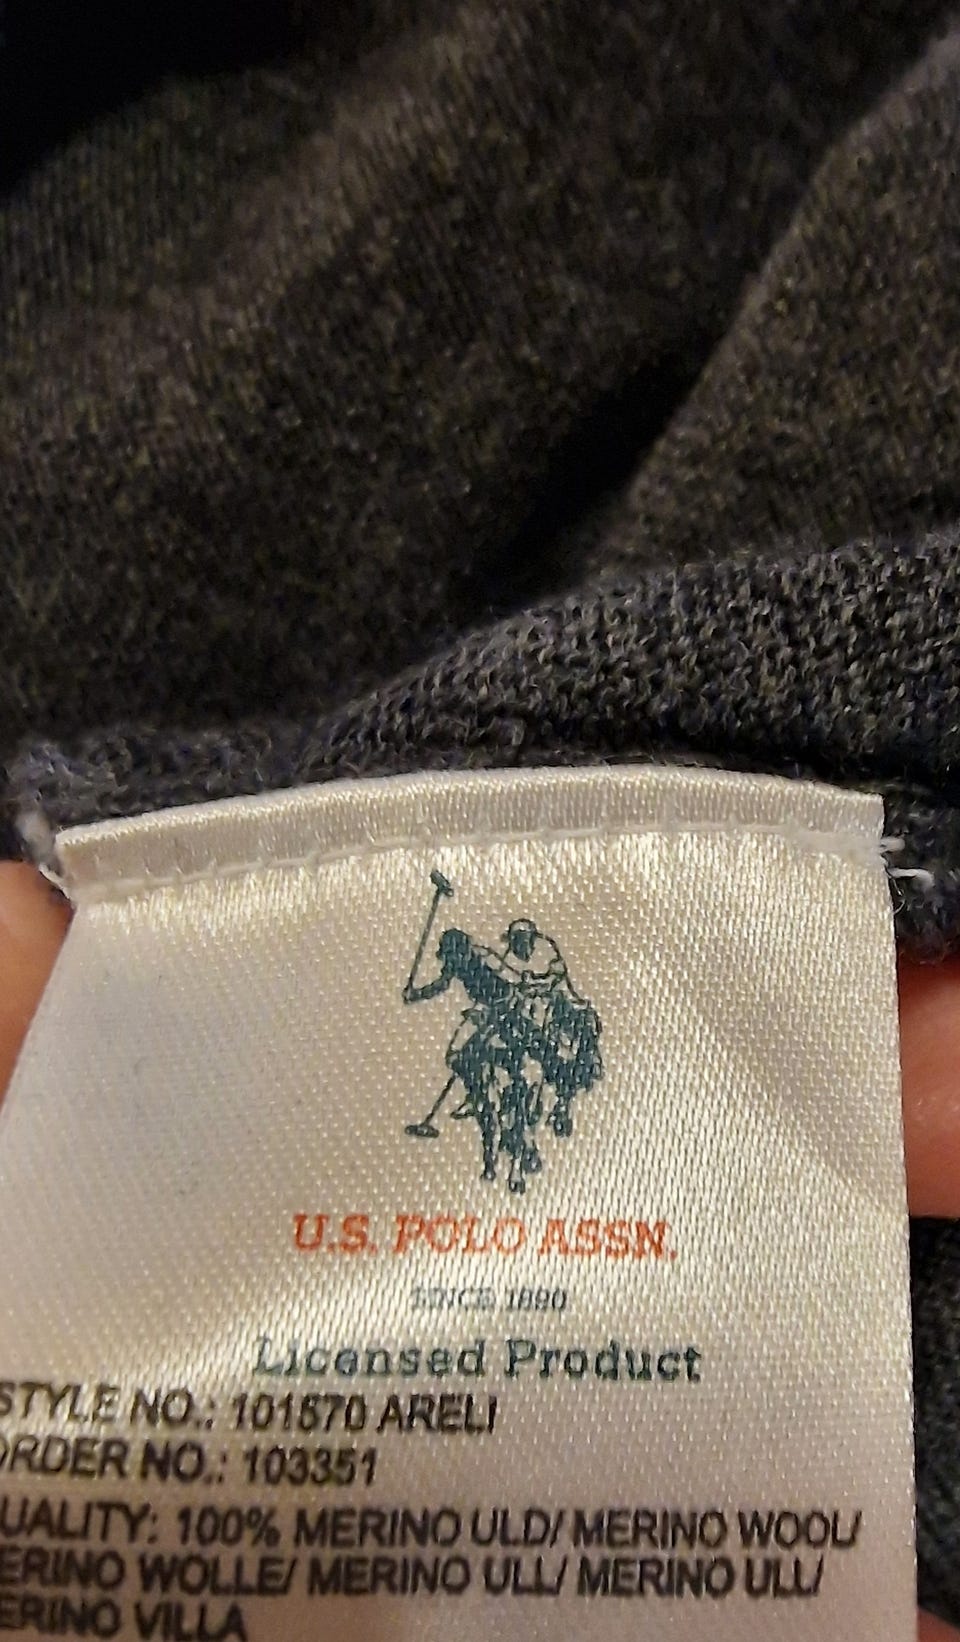 U.S. POLO ASSN.
SINCE 1890
Licensed Product
STYLE NO.: 101570 ARELI
ORDER NO.: 103351
UALITY: 100% MERINO ULD/ MERINO WOOL/
ERINO WOLLE/ MERINO ULL/ MERINO ULL/
ERINO VILLA